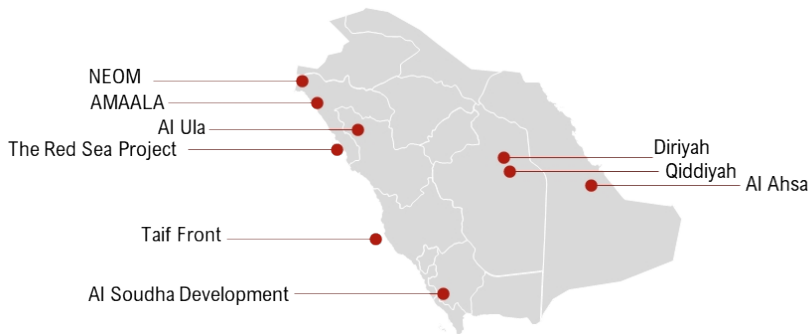 NEOM
AMAALA
Al Ula
The Red Sea Project
Diriyah
Qiddiyah
Al Ahsa
Taif Front
Al Soudha Development